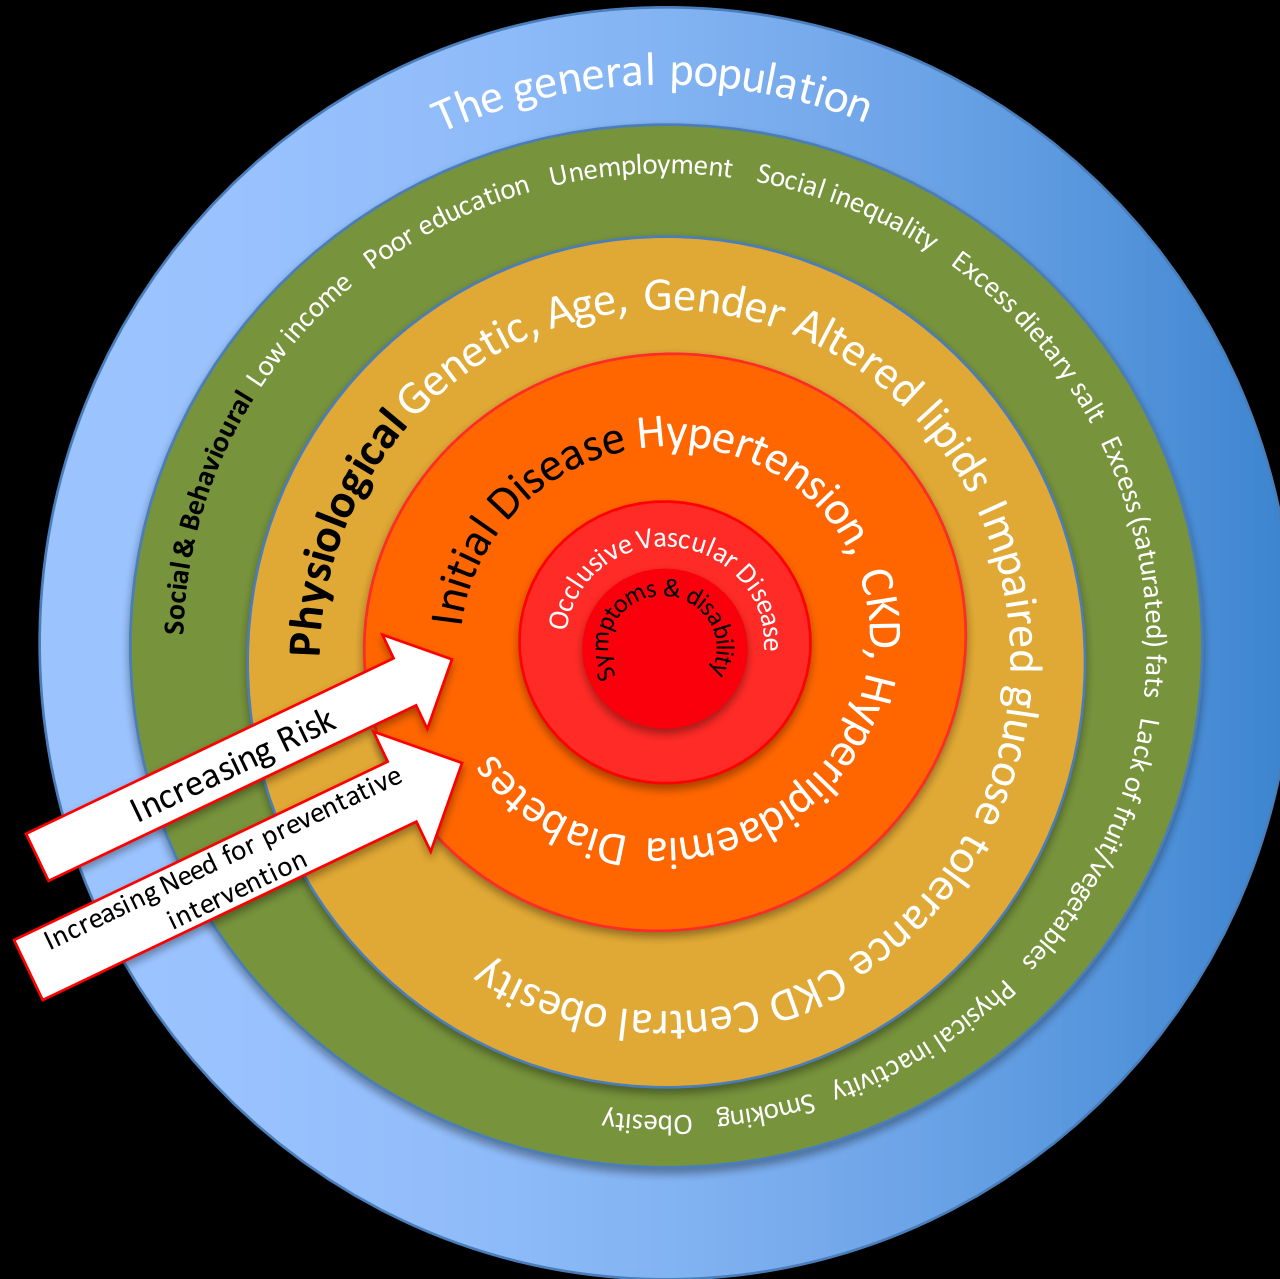 The general population
Social & Behavioural Low income Poor education Unemployment Social inequality Excess dietary salt Excess (saturated) fats Lack of fruit/vegetables Physical inactivity Smoking Obesity
Physiological Genetic, Age, Gender Altered lipids Impaired glucose tolerance CKD Central obesity
Initial Disease Hypertension, CKD, Hyperlipidaemia Diabetes
Occlusive Vascular Disease
Symptoms & disability
Increasing Risk
Increasing Need for preventative
intervention